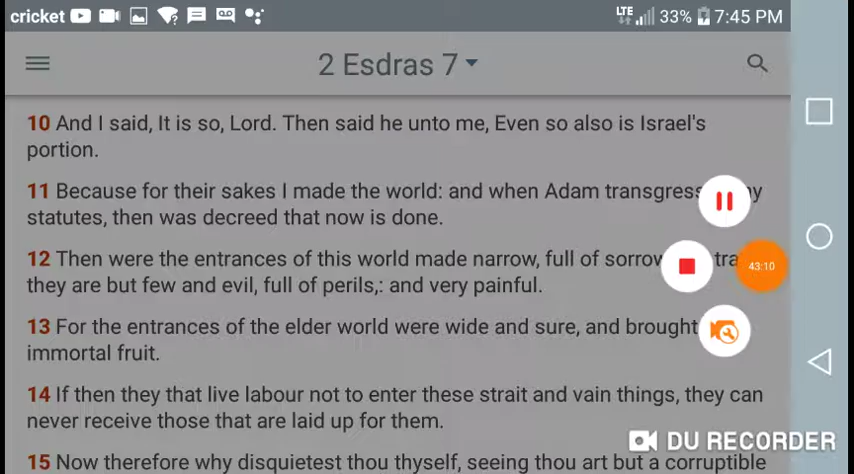 cricket LTE 33% 7:45 PM
2 Esdras 7
10 And I said, It is so, Lord. Then said he unto me, Even so also is Israel's
portion.
11 Because for their sakes I made the world: and when Adam transgress y
statutes, then was decreed that now is done.
12 Then were the entrances of this world made narrow, full of sorrow tra
they are but few and evil, full of perils,: and very painful.
13 For the entrances of the elder world were wide and sure, and brought
immortal fruit.
14 If then they that live labour not to enter these strait and vain things, they can
never receive those that are laid up for them.
15 Now therefore why disquietest thou thyself, seeing thou art but a corruptible
43:10
DU RECORDER